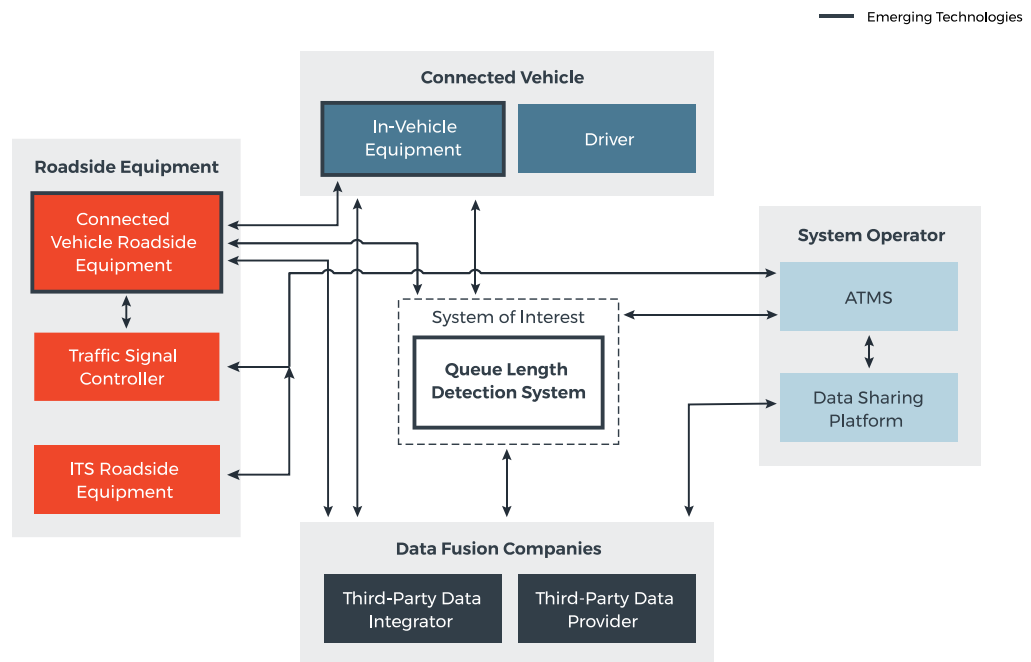 Emerging Technologies
Connected Vehicle
In-Vehicle
Equipment
Driver
Roadside Equipment
Connected
Vehicle Roadside
Equipment
Traffic Signal
Controller
ITS Roadside
Equipment
System of Interest
Queue Length
Detection System
System Operator
ATMS
Data Sharing
Platform
Data Fusion Companies
Third-Party Data
Integrator
Third-Party Data
Provider